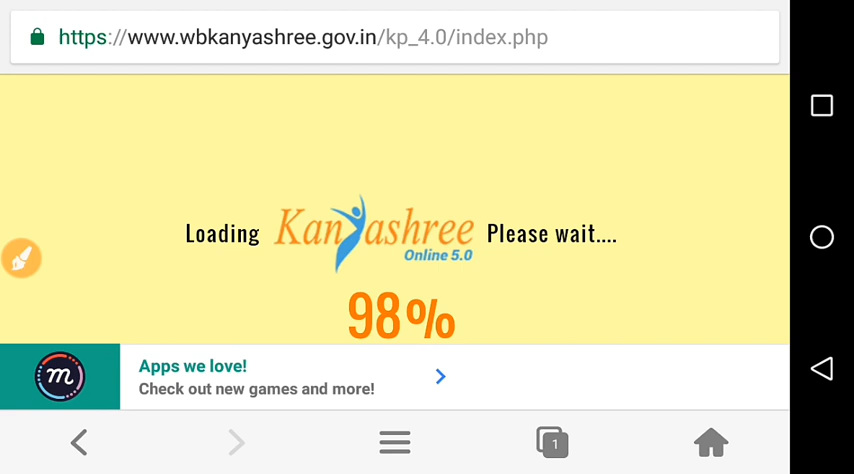 https://www.wbkanyashree.gov.in/kp_4.0/index.php
Loading Kanyashree Please wait....
Online 5.0
98%
m
Apps we love!
Check out new games and more!
1